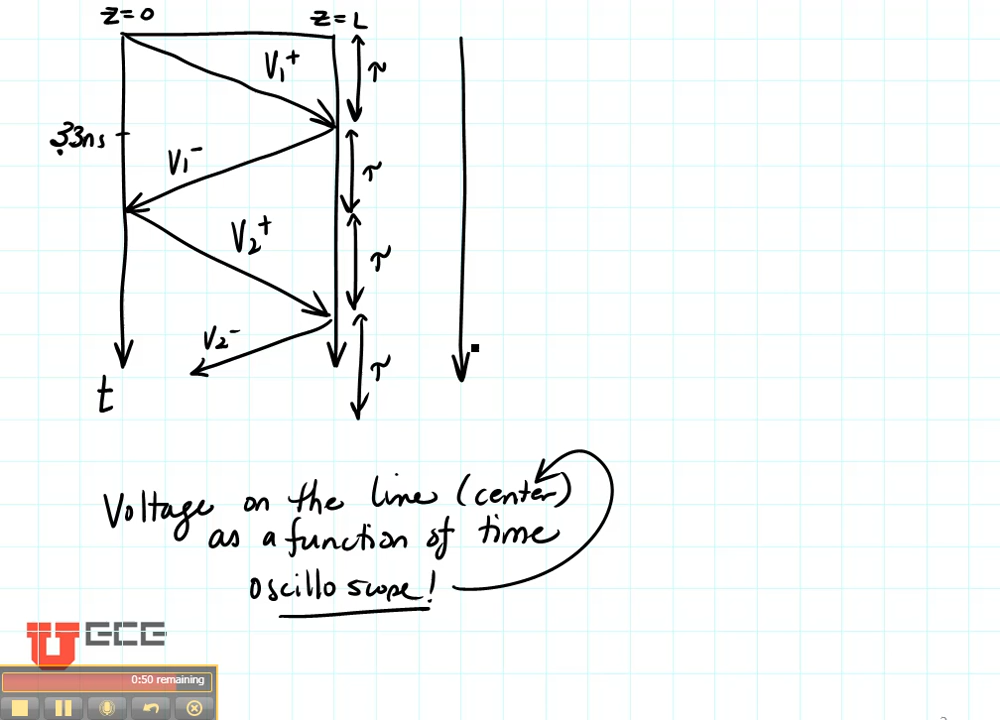 z=0 z=L
V1+
τ
.33ns
V1-
τ
V2+
τ
V2-
τ
t
Voltage on the line (center)
as a function of time
oscilloscope!
U ECE
0:50 remaining